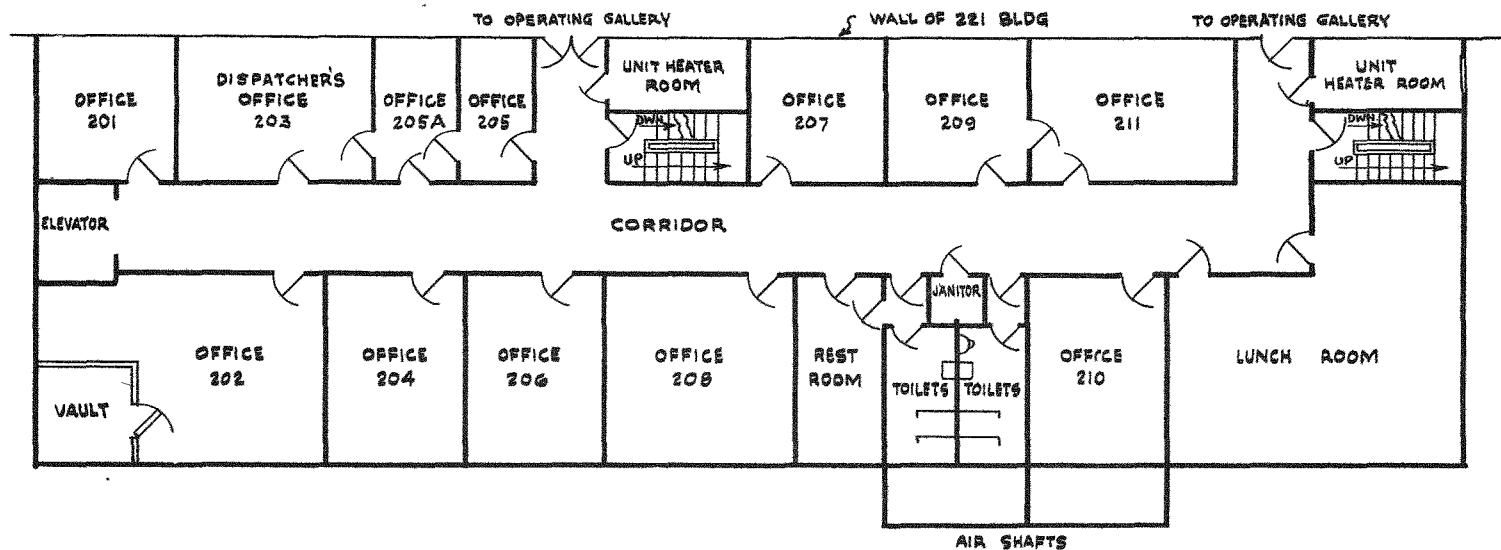 TO OPERATING GALLERY
WALL OF 221 BLDG
TO OPERATING GALLERY
OFFICE
201
DISPATCHER'S
OFFICE
203
OFFICE
205A
OFFICE
205
UNIT HEATER
ROOM
DWN
UP
OFFICE
207
OFFICE
209
OFFICE
211
UNIT
HEATER ROOM
DWN
UP
ELEVATOR
CORRIDOR
JANITOR
OFFICE
202
OFFICE
204
OFFICE
206
OFFICE
208
REST
ROOM
TOILETS
TOILETS
OFFICE
210
LUNCH ROOM
VAULT
AIR SHAFTS